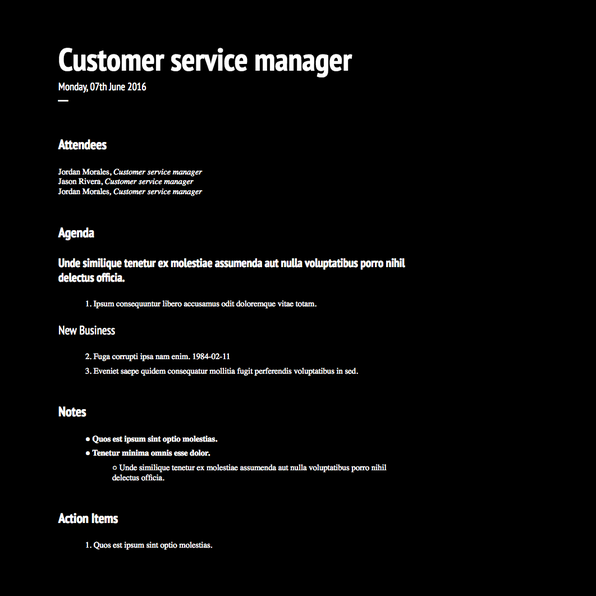 Customer service manager
Monday, 07th June 2016
—
Attendees
Jordan Morales, Customer service manager
Jason Rivera, Customer service manager
Jordan Morales, Customer service manager
Agenda
Unde similique tenetur ex molestiae assumenda aut nulla voluptatibus porro nihil
delectus officia.
1. Ipsum consequuntur libero accusamus odit doloremque vitae totam.
New Business
2. Fuga corrupti ipsa nam enim. 1984-02-11
3. Eveniet saepe quidem consequatur mollitia fugit perferendis voluptatibus in sed.
Notes
● Quos est ipsum sint optio molestias.
● Tenetur minima omnis esse dolor.
○ Unde similique tenetur ex molestiae assumenda aut nulla voluptatibus porro nihil
delectus officia.
Action Items
1. Quos est ipsum sint optio molestias.